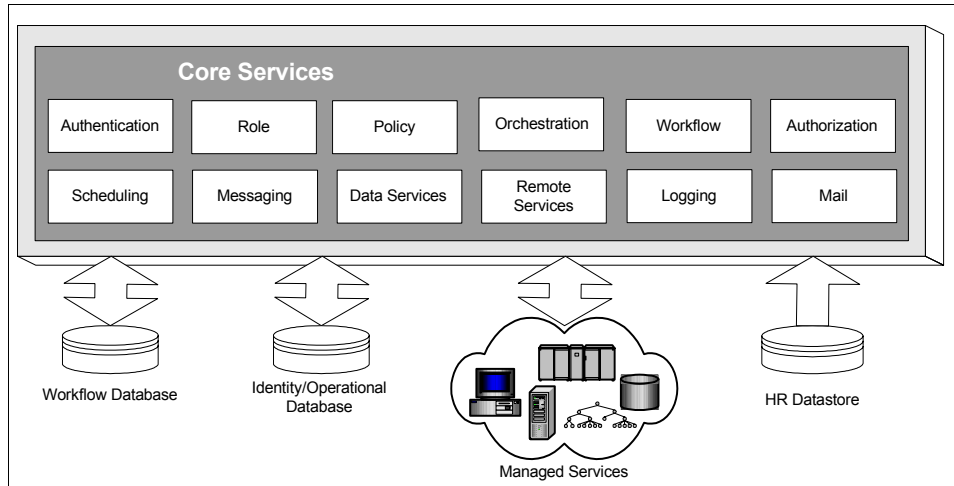 Core Services
Authentication
Role
Policy
Orchestration
Workflow
Authorization
Scheduling
Messaging
Data Services
Remote
Services
Logging
Mail
Workflow Database
Identity/Operational
Database
Managed Services
HR Datastore